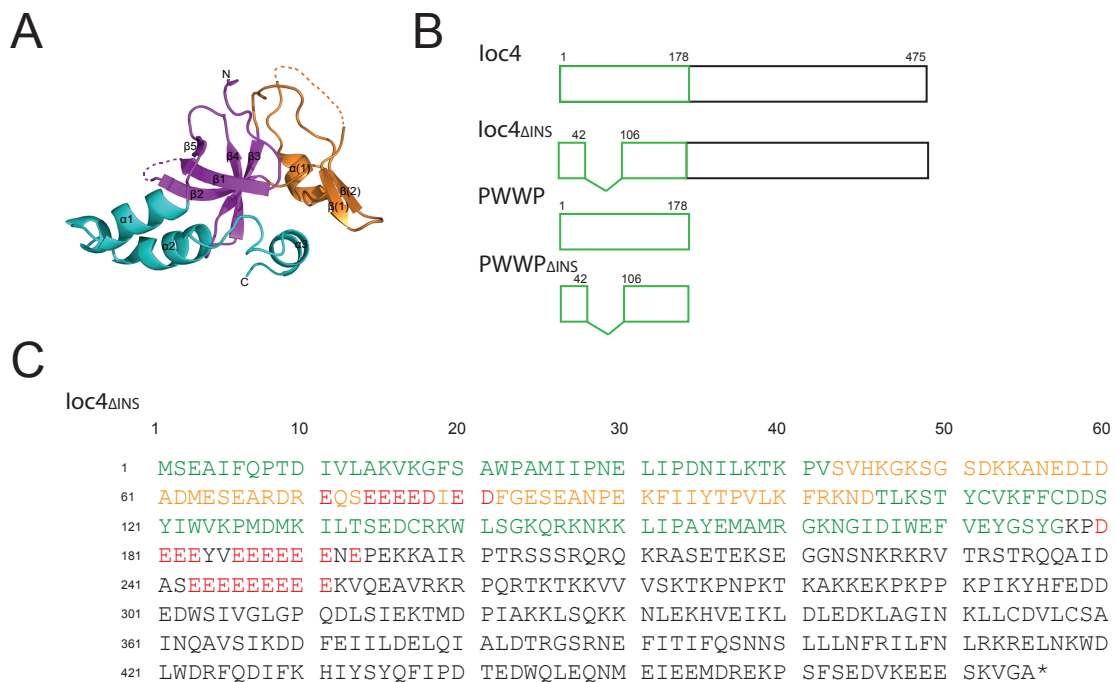 A
N
β5
β4
β3
β1
β2
α(1)
β(2)
β(1)
α1
α2
α3
C
B
loc4
1 178 475
loc4ΔINS
42 106
PWWP
1 178
PWWPΔINS
42 106
C
loc4ΔINS
1 10 20 30 40 50 60
1 MSEAIFQPTD IVLAKVKGFS AWPAMIIPNE LIPDNILKTK PVSVHKGKSG SDKKANEDID
61 ADMESEARDR EQSEEEEDIE DFGESEANPE KFIIYTPVLK FRKNDTLKST YCVKFFCDDS
121 YIWVKPMDMK ILTSEDCRKW LSGKQRKNKK LIPAYEMAMR GKNGIDIWEF VEYGSYGKPD
181 EEEYVEEEEE ENEPEKKAIR PTRSSSRQRQ KRASETEKSE GGNSNKRKRV TRSTRQQAID
241 ASEEEEEEEE EKVQEAVRKR PQRTKTKKVV VSKTKPNPKT KAKKEKPKPP KPIKYHFEDD
301 EDWSIVGLGP QDLSIEKTMD PIAKKLSQKK NLEKHVEIKL DLEDKLAGIN KLLCDVLCSA
361 INQAVSIKDD FEIILDELQI ALDTRGSRNE FITIFQSNNS LLLNFRILFN LRKRELNKWD
421 LWDRFQDIFK HIYSYQFIPD TEDWQLEQNM EIEEMDREKP SFSEDVKEEE SKVGA*